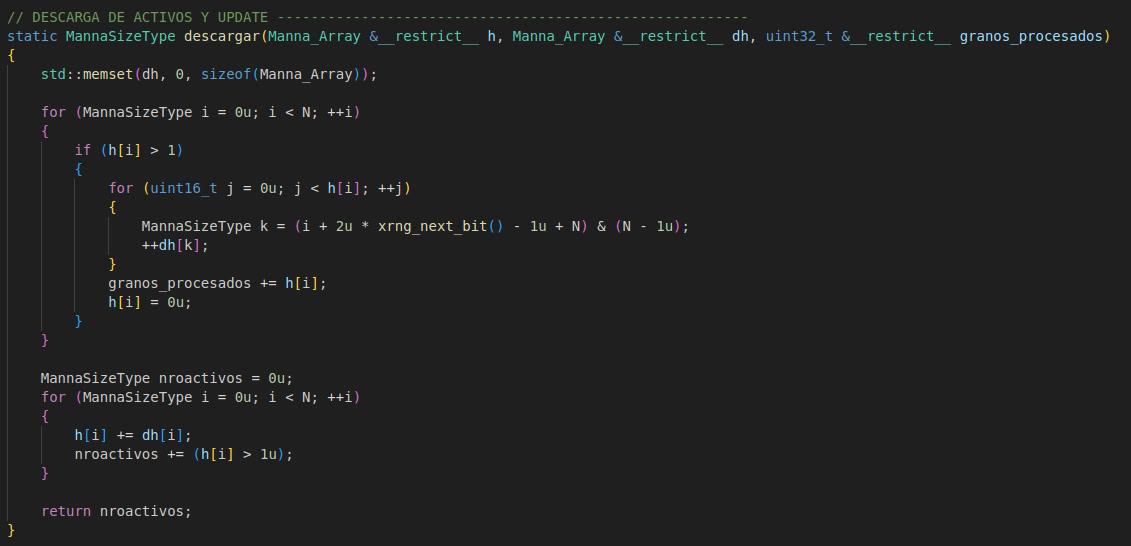 // DESCARGA DE ACTIVOS Y UPDATE --------------------------------------------------------
static MannaSizeType descargar(Manna_Array &__restrict__ h, Manna_Array &__restrict__ dh, uint32_t &__restrict__ granos_procesados)
{
    std::memset(dh, 0, sizeof(Manna_Array));

    for (MannaSizeType i = 0u; i < N; ++i)
    {
        if (h[i] > 1)
        {
            for (uint16_t j = 0u; j < h[i]; ++j)
            {
                MannaSizeType k = (i + 2u * xrng_next_bit() - 1u + N) & (N - 1u);
                ++dh[k];
            }
            granos_procesados += h[i];
            h[i] = 0u;
        }
    }

    MannaSizeType nroactivos = 0u;
    for (MannaSizeType i = 0u; i < N; ++i)
    {
        h[i] += dh[i];
        nroactivos += (h[i] > 1u);
    }

    return nroactivos;
}